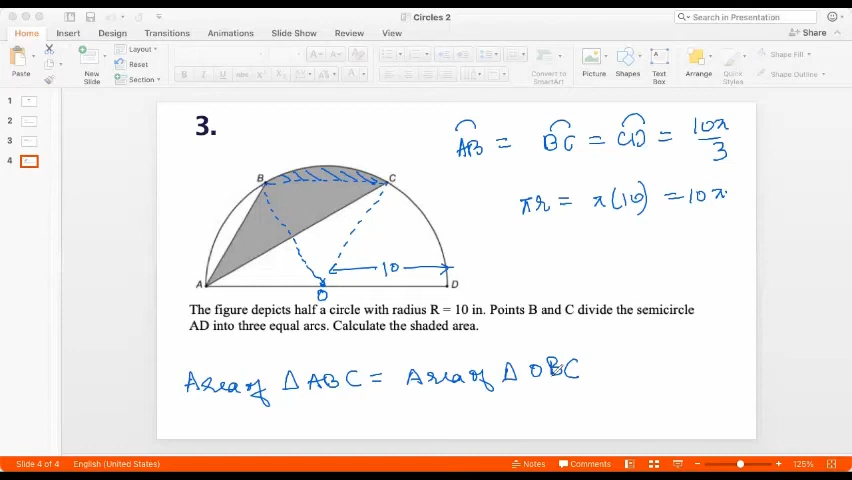 Circles 2
Search in Presentation
Home Insert Design Transitions Animations Slide Show Review View
Share
Paste
New Slide
Layout
Reset
Section
Convert to SmartArt
Picture
Shapes
Text Box
Arrange
Quick Styles
Shape Fill
Shape Outline
1
2
3
4
3.
AB = BC = CD = 10π/3
πr = π(10) = 10π
B
C
10
A
D
O
The figure depicts half a circle with radius R = 10 in. Points B and C divide the semicircle
AD into three equal arcs. Calculate the shaded area.
Area of Δ ABC = Area of Δ OBC
Slide 4 of 4 English (United States) Notes Comments 125%